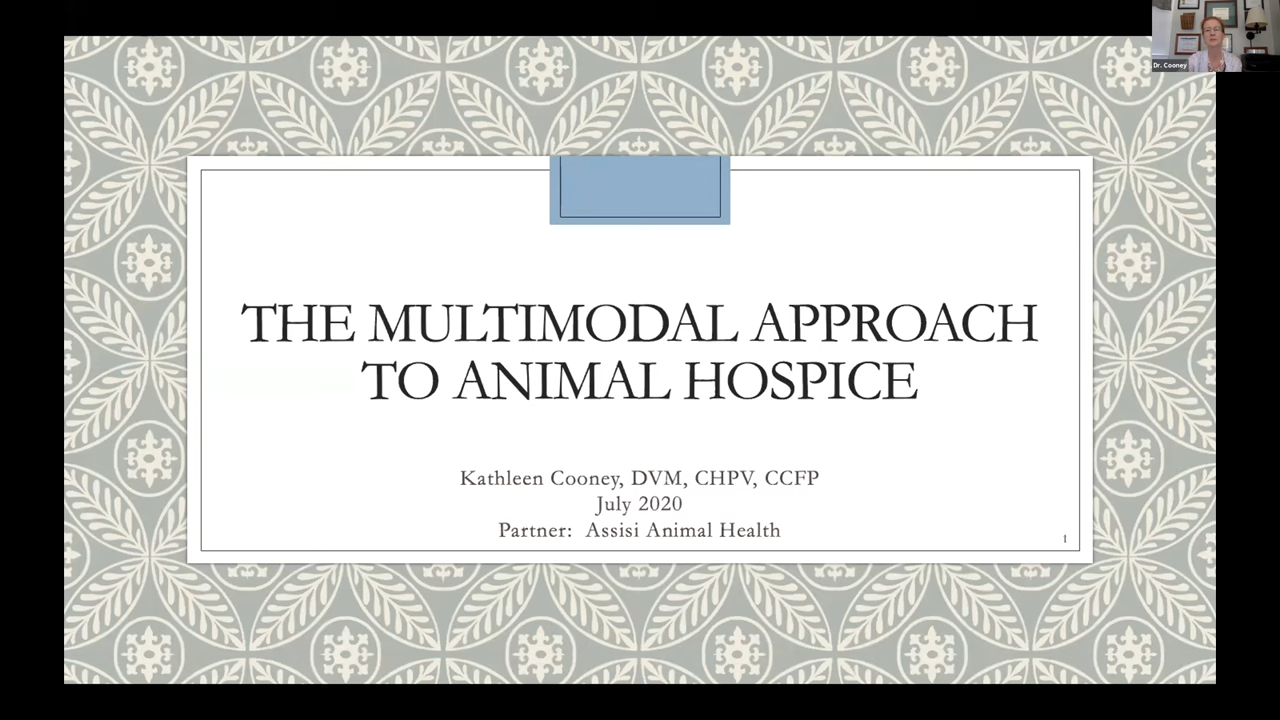 Dr. Cooney
THE MULTIMODAL APPROACH
TO ANIMAL HOSPICE
Kathleen Cooney, DVM, CHPV, CCFP
July 2020
Partner: Assisi Animal Health
1